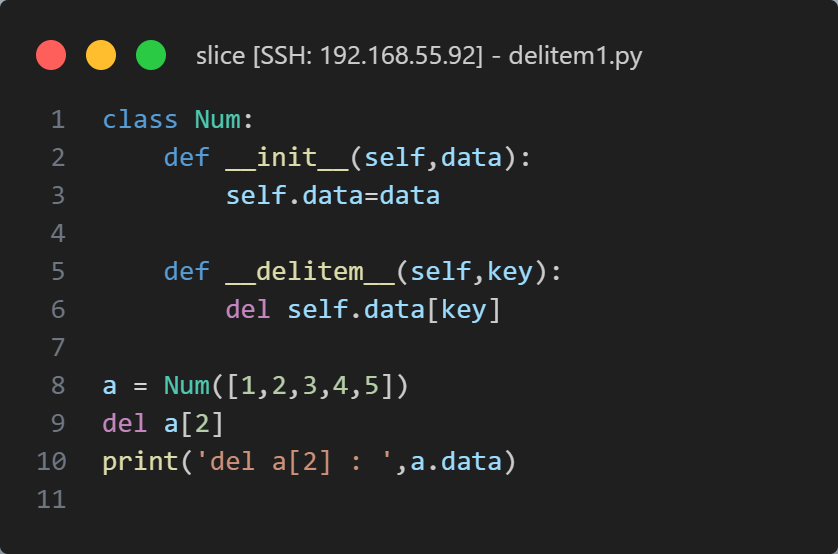 slice [SSH: 192.168.55.92] - delitem1.py
1 class Num:
2     def __init__(self,data):
3         self.data=data
4
5     def __delitem__(self,key):
6         del self.data[key]
7
8 a = Num([1,2,3,4,5])
9 del a[2]
10 print('del a[2] : ',a.data)
11